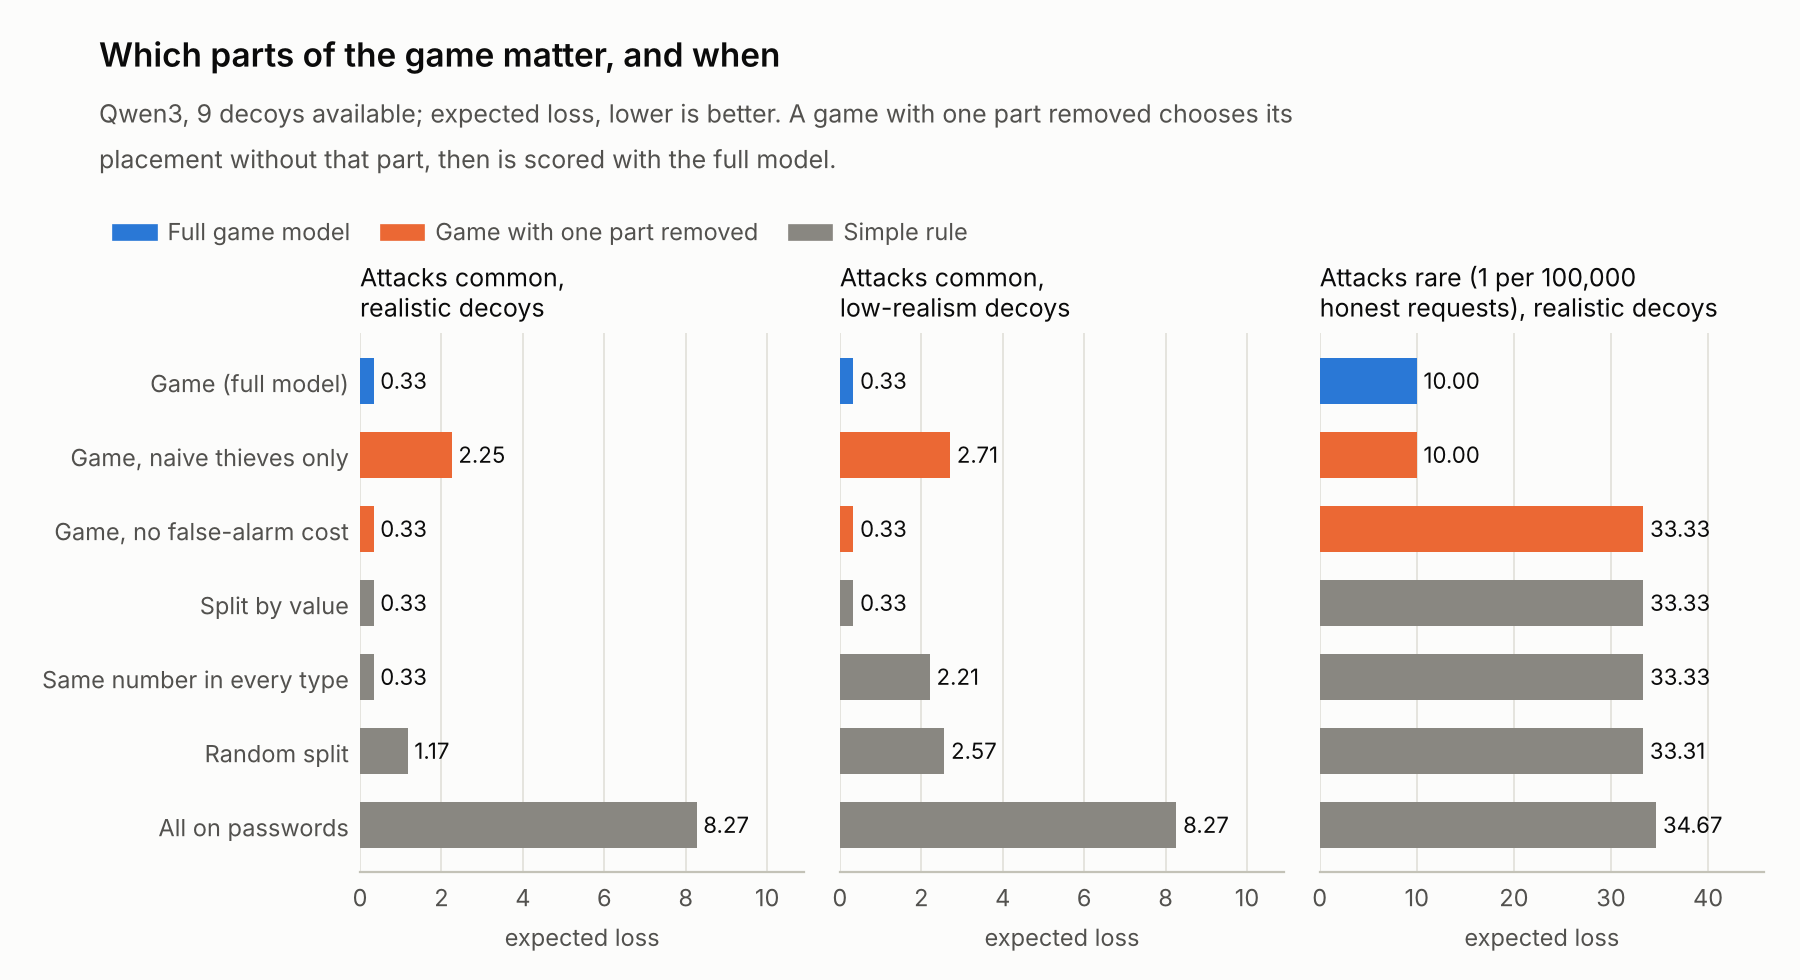 Which parts of the game matter, and when
Qwen3, 9 decoys available; expected loss, lower is better. A game with one part removed chooses its
placement without that part, then is scored with the full model.
Full game model
Game with one part removed
Simple rule
Attacks common,
realistic decoys
Attacks common,
low-realism decoys
Attacks rare (1 per 100,000
honest requests), realistic decoys
Game (full model) 0.33 0.33 10.00
Game, naive thieves only 2.25 2.71 10.00
Game, no false-alarm cost 0.33 0.33 33.33
Split by value 0.33 0.33 33.33
Same number in every type 0.33 2.21 33.33
Random split 1.17 2.57 33.31
All on passwords 8.27 8.27 34.67
0 2 4 6 8 10 0 2 4 6 8 10 0 10 20 30 40
expected loss expected loss expected loss